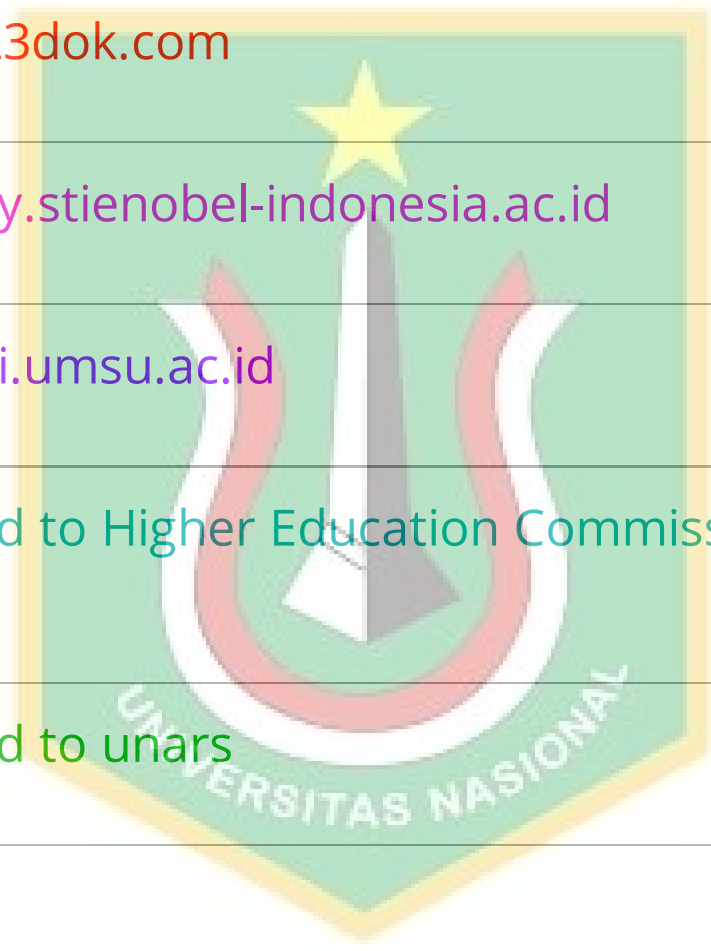 3dok.com
y.stienobel-indonesia.ac.id
i.umsu.ac.id
d to Higher Education Commiss
d to unars
UNIVERSITAS NASIONAL